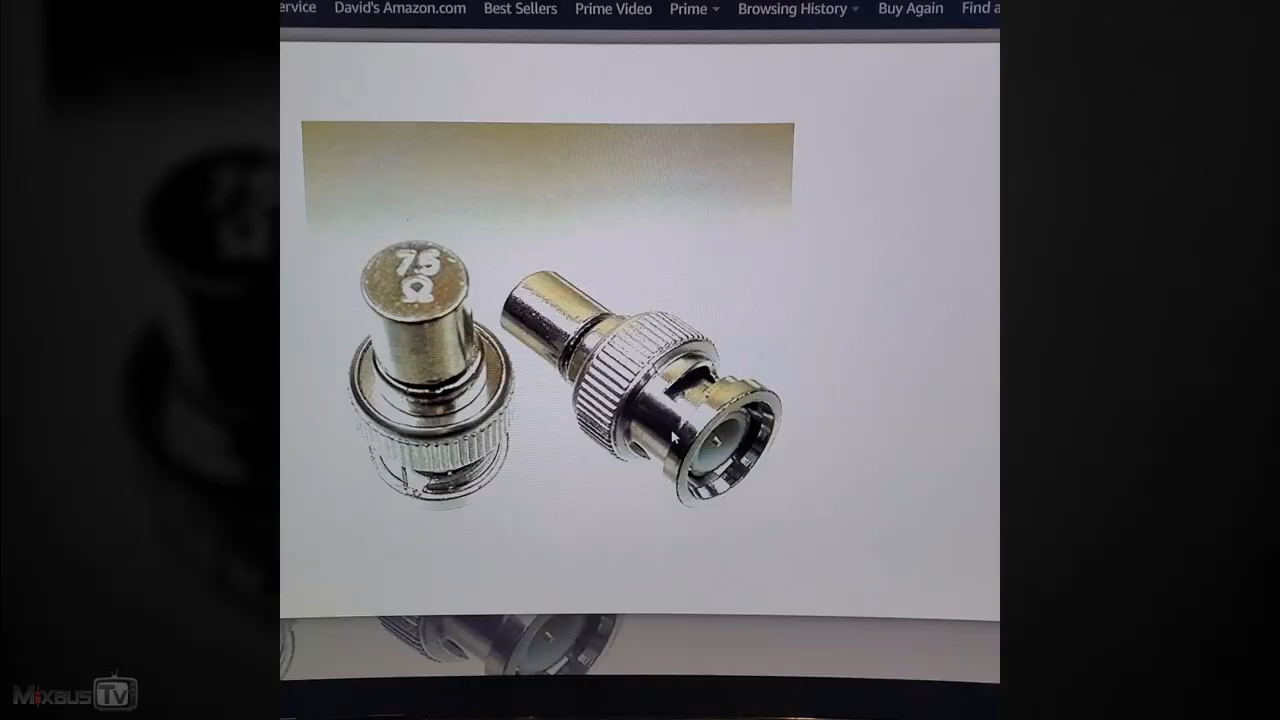 ervice David's Amazon.com Best Sellers Prime Video Prime Browsing History Buy Again Find a
75
Ω
MixBusTV